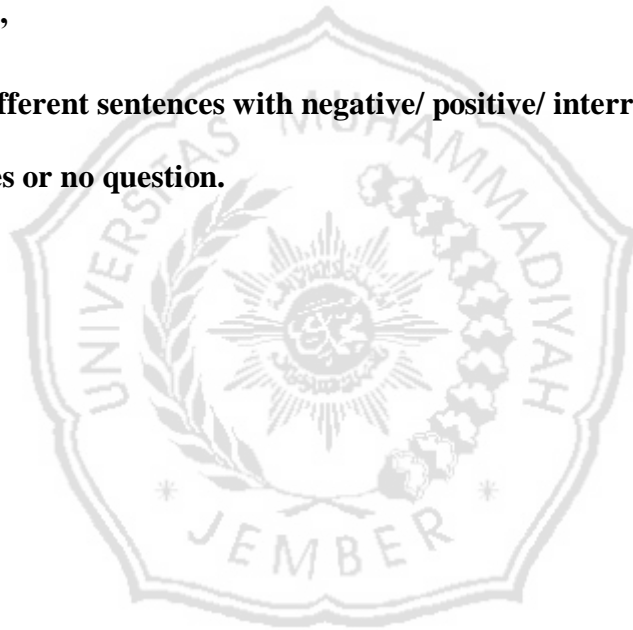 ,
fferent sentences with negative/ positive/ interr
es or no question.
UNIVERSITAS MUHAMMADIYAH
JEMBER